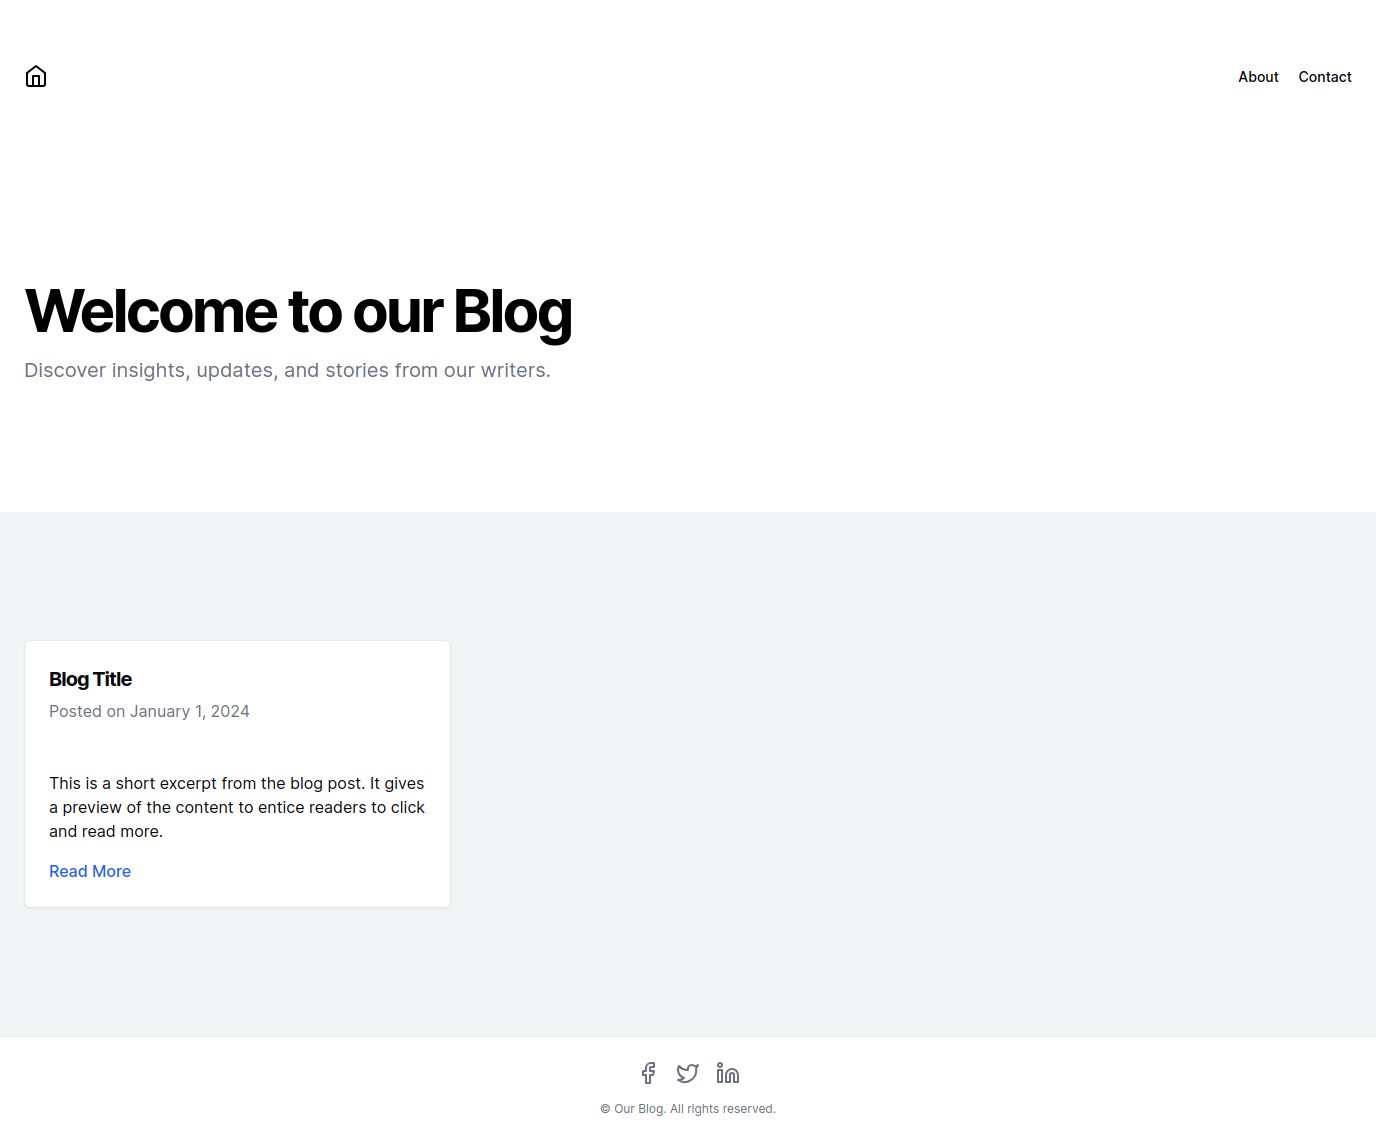 About Contact
Welcome to our Blog
Discover insights, updates, and stories from our writers.
Blog Title
Posted on January 1, 2024
This is a short excerpt from the blog post. It gives
a preview of the content to entice readers to click
and read more.
Read More
© Our Blog. All rights reserved.